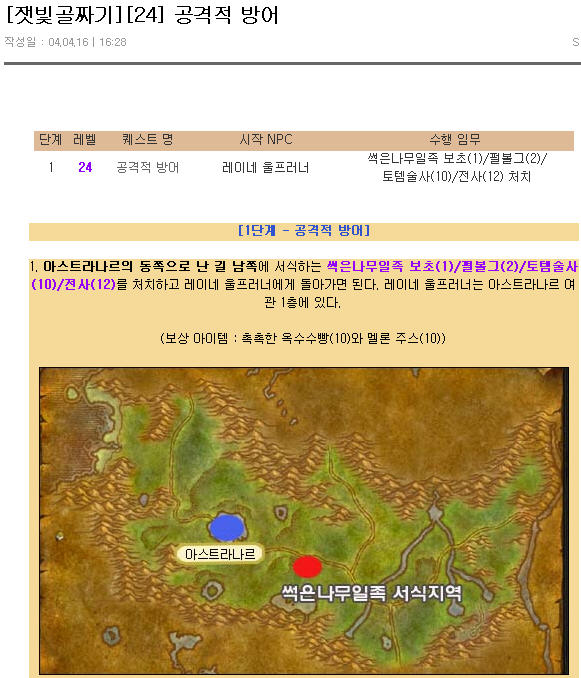 [잿빛골짜기][24] 공격적 방어
작성일 : 04.04.16 | 16:28
S
단계 레벨 퀘스트 명 시작 NPC 수행 임무
1 24 공격적 방어 레이네 울프러너 썩은나무일족 보초(1)/펄볼그(2)/
토템술사(10)/전사(12) 처치
[1단계 - 공격적 방어]
1. 아스트라나르의 동쪽으로 난 길 남쪽에 서식하는 썩은나무일족 보초(1)/펄볼그(2)/토템술사
(10)/전사(12)를 처치하고 레이네 울프러너에게 돌아가면 된다. 레이네 울프러너는 아스트라나르 여
관 1층에 있다.
(보상 아이템 : 촉촉한 옥수수빵(10)와 멜론 주스(10))
아스트라나르
썩은나무일족 서식지역